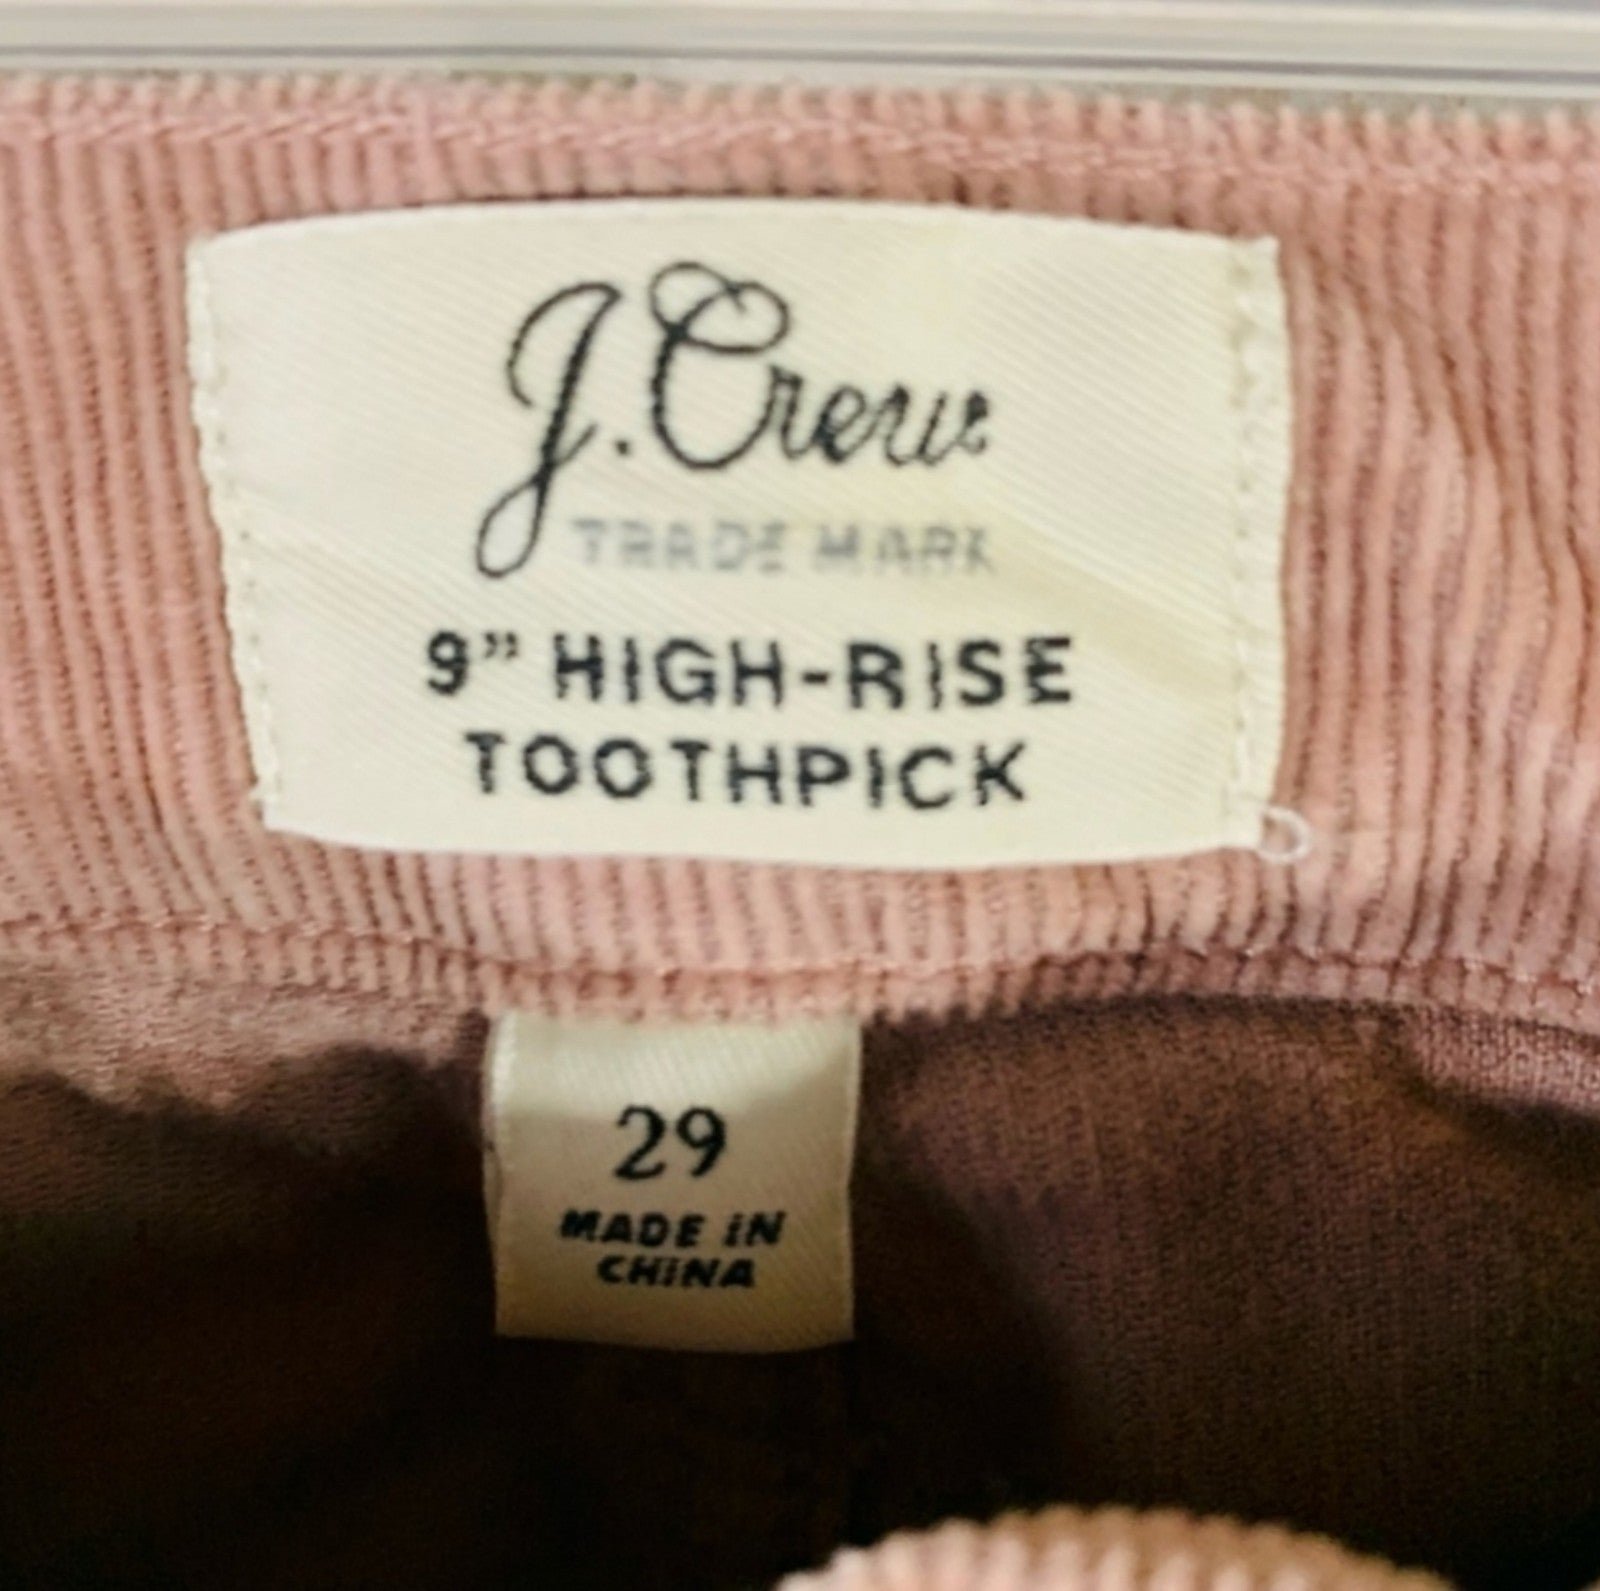 J.Crew
TRADE MARK
9” HIGH-RISE
TOOTHPICK
29
MADE IN
CHINA